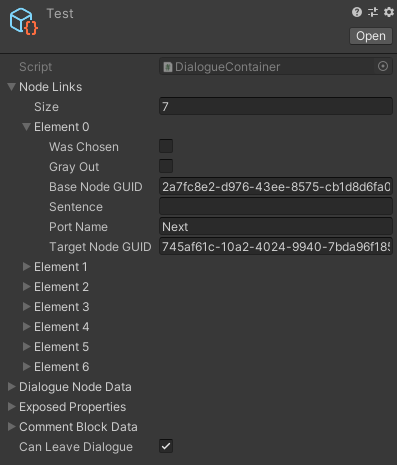 Test
Open
Script DialogueContainer
Node Links
Size 7
Element 0
Was Chosen
Gray Out
Base Node GUID 2a7fc8e2-d976-43ee-8575-cb1d8d6fa0
Sentence
Port Name Next
Target Node GUID 745af61c-10a2-4024-9940-7bda96f185
Element 1
Element 2
Element 3
Element 4
Element 5
Element 6
Dialogue Node Data
Exposed Properties
Comment Block Data
Can Leave Dialogue